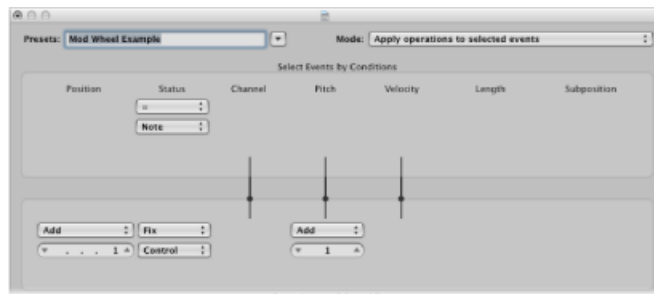 Presets: Mod Wheel Example Mode: Apply operations to selected events
Select Events by Conditions
Position Status Channel Pitch Velocity Length Subposition
=
Note
Add Fix Add
. . . 1 Control 1